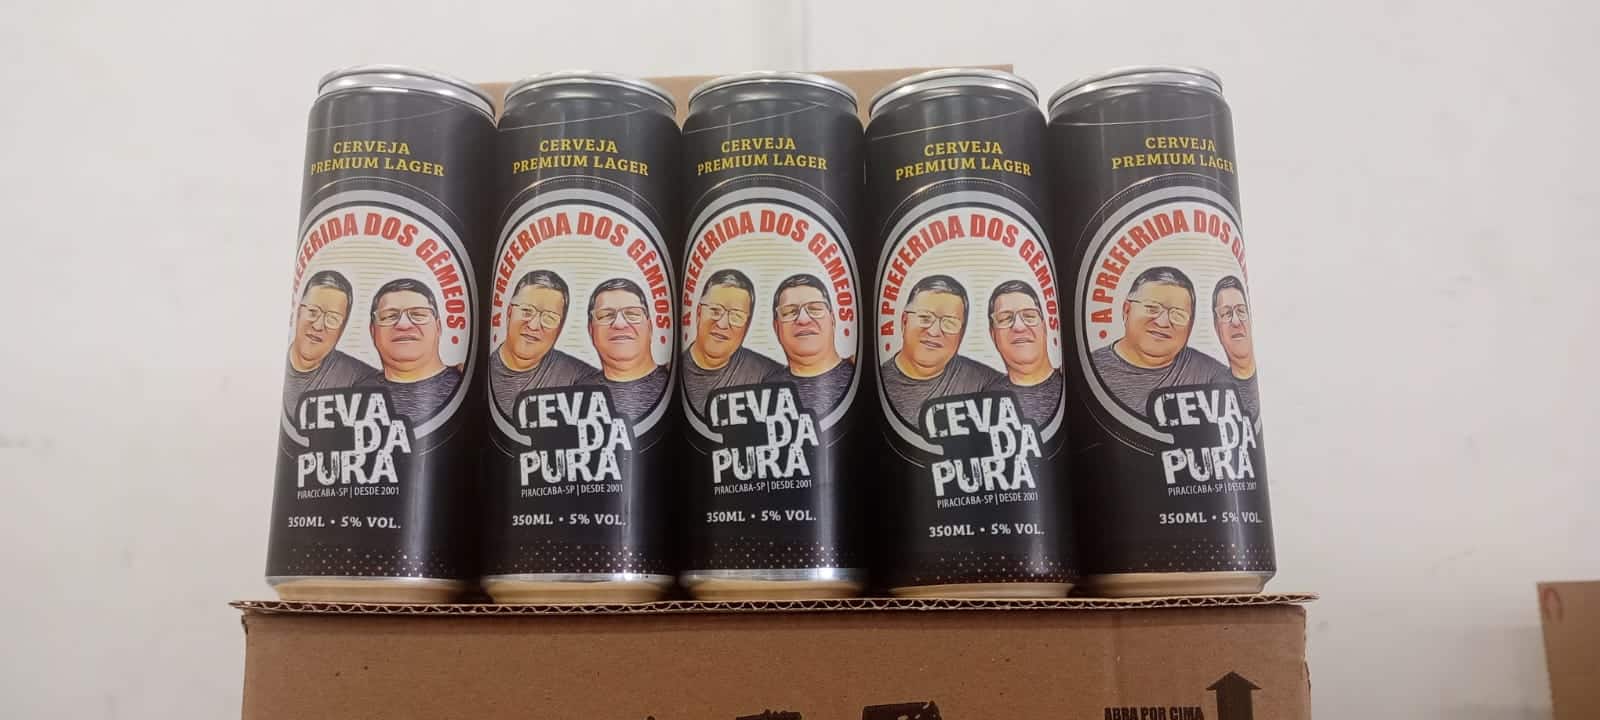 CERVEJA
PREMIUM LAGER
• A PREFERIDA DOS GÊMEOS •
CEVA
DA
PURA
PIRACICABA-SP | DESDE 2001
350ML • 5% VOL.
CERVEJA
PREMIUM LAGER
• A PREFERIDA DOS GÊMEOS •
CEVA
DA
PURA
PIRACICABA-SP | DESDE 2001
350ML • 5% VOL.
CERVEJA
PREMIUM LAGER
• A PREFERIDA DOS GÊMEOS •
CEVA
DA
PURA
PIRACICABA-SP | DESDE 2001
350ML • 5% VOL.
CERVEJA
PREMIUM LAGER
• A PREFERIDA DOS GÊMEOS
CEVA
DA
PURA
PIRACICABA-SP | DESDE 2001
350ML • 5% VOL.
CERVEJA
PREMIUM LAGER
• A PREFERIDA DOS GÊMEOS
CEVA
DA
PURA
PIRACICABA-SP | DESDE 2001
350ML • 5% VOL.
ABRA POR CIMA